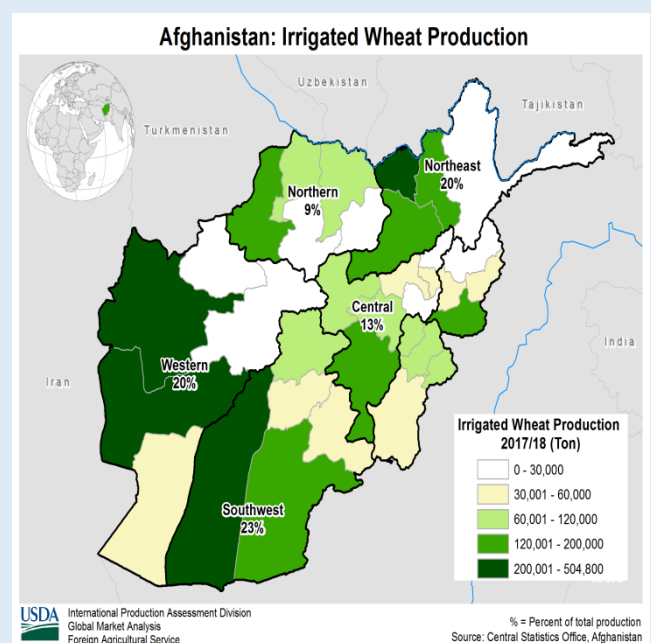 Afghanistan: Irrigated Wheat Production
Uzbekistan
Tajikistan
Turkmenistan
Northeast
20%
Northern
9%
Central
13%
India
Western
20%
Iran
Southwest
23%
Irrigated Wheat Production
2017/18 (Ton)
0 - 30,000
30,001 - 60,000
60,001 - 120,000
120,001 - 200,000
200,001 - 504,800
USDA
International Production Assessment Division
Global Market Analysis
Foreign Agricultural Service
% = Percent of total production
Source: Central Statistics Office, Afghanistan